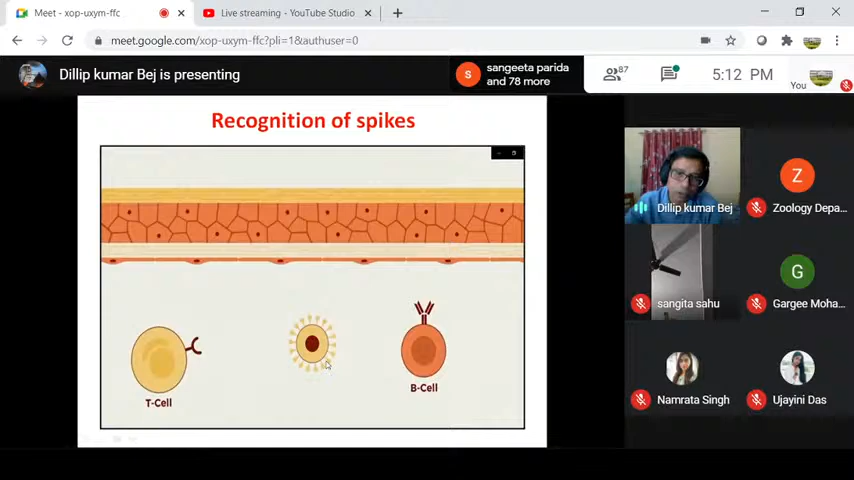 Meet - xop-uxym-ffc
Live streaming - YouTube Studio
meet.google.com/xop-uxym-ffc?pli=1&authuser=0
Dillip kumar Bej is presenting
S
sangeeta parida
and 78 more
87
5:12 PM
You
Recognition of spikes
T-Cell
B-Cell
Dillip kumar Bej
Z
Zoology Depa...
sangita sahu
G
Gargee Moha...
Namrata Singh
Ujayini Das